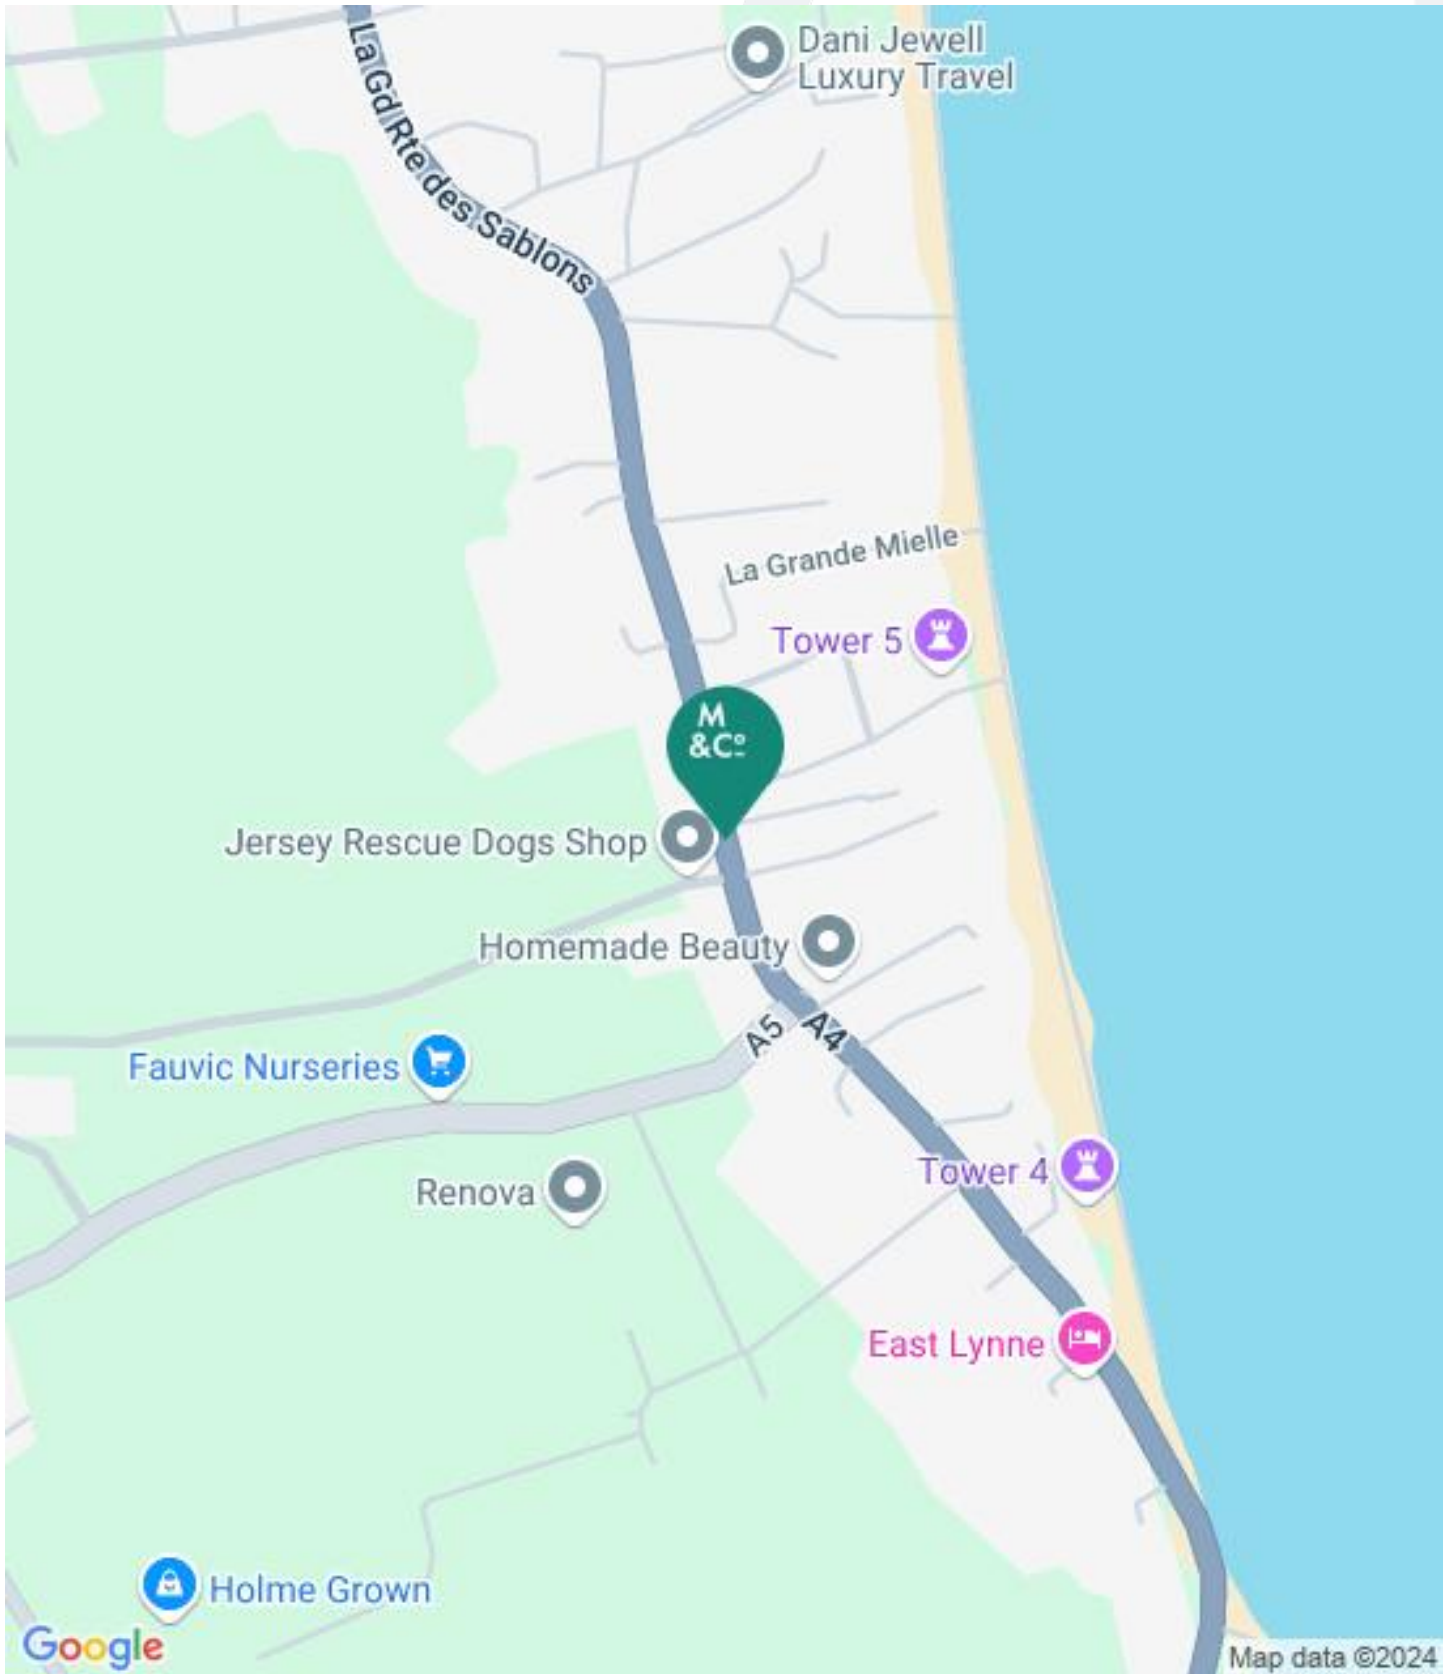 Dani Jewell
Luxury Travel
La Gd Rte des Sablons
La Grande Mielle
Tower 5
M
&Cº
Jersey Rescue Dogs Shop
Homemade Beauty
A5
A4
Fauvic Nurseries
Tower 4
Renova
East Lynne
Holme Grown
Google
Map data ©2024